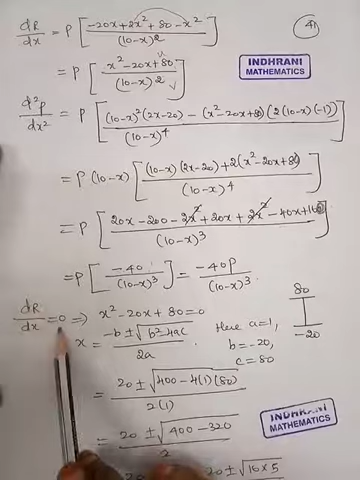 dR/dx = P [ (-20x+2x²+80-x²) / (10-x)² ]
41
= P [ (x²-20x+80) / (10-x)² ]
INDHRANI
MATHEMATICS
d²P/dx² = P [ ((10-x)²(2x-20) - (x²-20x+80)(2(10-x)(-1))) / (10-x)⁴ ]
= P (10-x) [ ((10-x)(2x-20)+2(x²-20x+80)) / (10-x)⁴ ]
= P [ (20x-200-2x²+20x+2x²-40x+160) / (10-x)³ ]
= P [ -40 / (10-x)³ ] = -40P / (10-x)³
dR/dx = 0 ⇒ x²-20x+80=0
80
-20
x = (-b ± √(b²-4ac)) / 2a
Here a=1,
b=-20,
c=80
= (20 ± √(400-4(1)(80))) / 2(1)
= (20 ± √(400-320)) / 2
INDHRANI
MATHEMATICS
20 ± √(16×5)